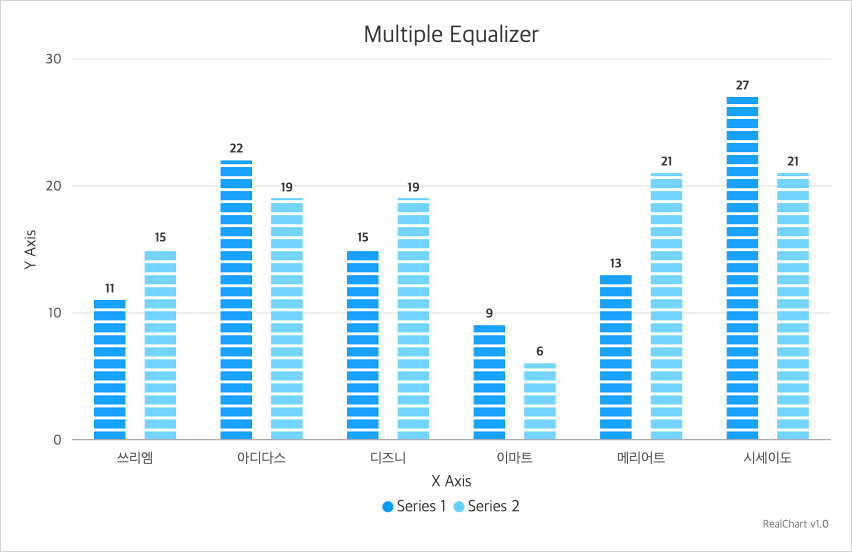 Multiple Equalizer
30
20
10
0
Y Axis
11 15 22 19 15 19 9 6 13 21 27 21
쓰리엠 아디다스 디즈니 이마트 메리어트 시세이도
X Axis
Series 1 Series 2
RealChart v1.0